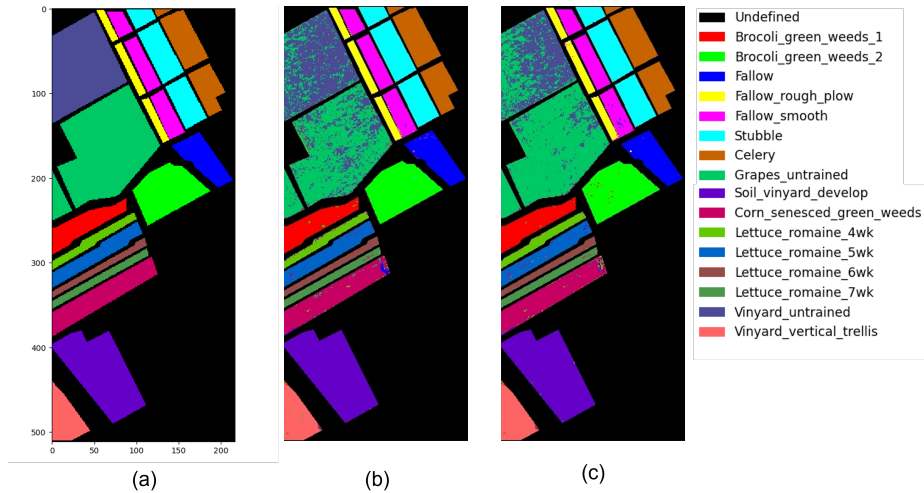 0
100
200
300
400
500
0 50 100 150 200
Undefined
Brocoli_green_weeds_1
Brocoli_green_weeds_2
Fallow
Fallow_rough_plow
Fallow_smooth
Stubble
Celery
Grapes_untrained
Soil_vinyard_develop
Corn_senesced_green_weeds
Lettuce_romaine_4wk
Lettuce_romaine_5wk
Lettuce_romaine_6wk
Lettuce_romaine_7wk
Vinyard_untrained
Vinyard_vertical_trellis
(a) (b) (c)